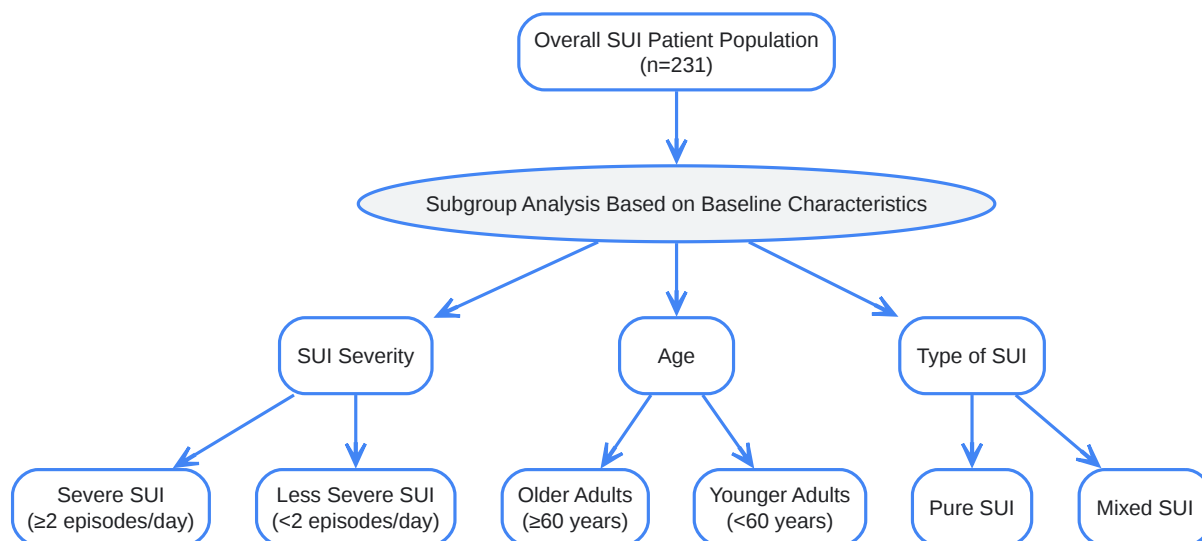 Overall SUI Patient Population
(n=231)
Subgroup Analysis Based on Baseline Characteristics
SUI Severity
Age
Type of SUI
Severe SUI
(≥2 episodes/day)
Less Severe SUI
(<2 episodes/day)
Older Adults
(≥60 years)
Younger Adults
(<60 years)
Pure SUI
Mixed SUI